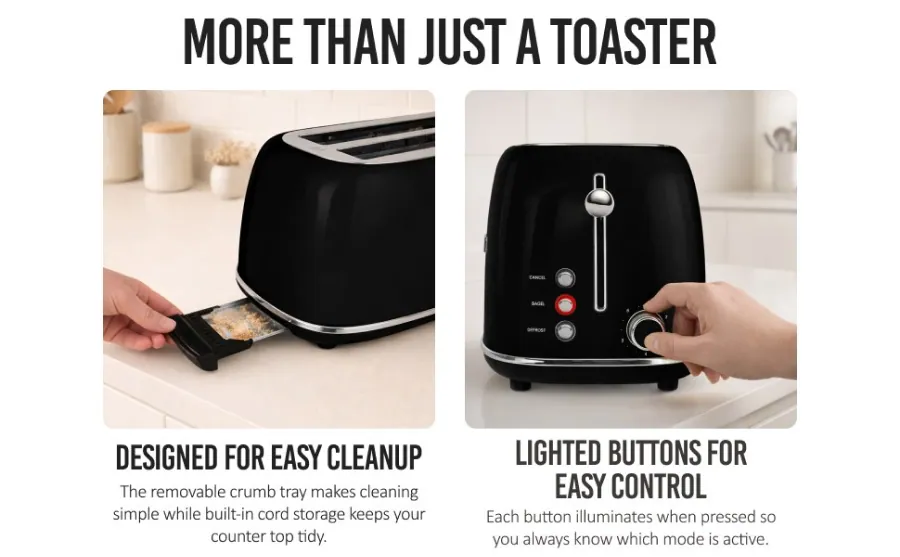 MORE THAN JUST A TOASTER
CANCEL
BAGEL
DEFROST
DESIGNED FOR EASY CLEANUP
The removable crumb tray makes cleaning
simple while built-in cord storage keeps your
counter top tidy.
LIGHTED BUTTONS FOR
EASY CONTROL
Each button illuminates when pressed so
you always know which mode is active.